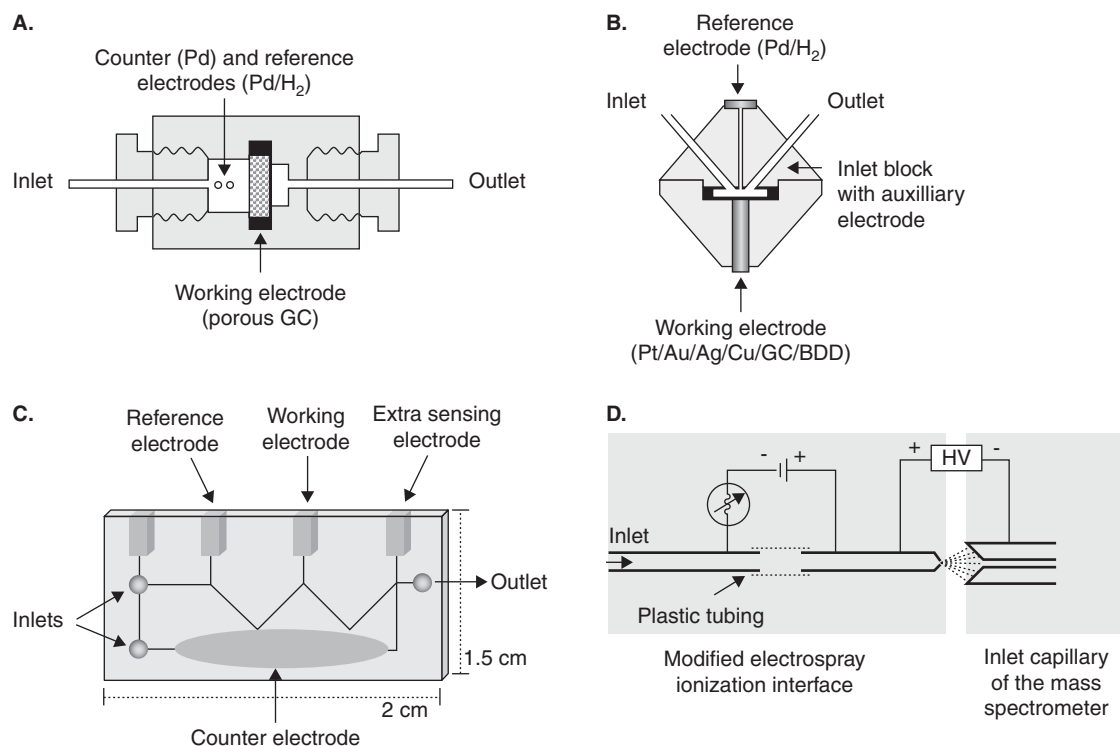 A.
Counter (Pd) and reference
electrodes (Pd/H2)
Inlet
Outlet
Working electrode
(porous GC)
B.
Reference
electrode (Pd/H2)
Inlet
Outlet
Inlet block
with auxilliary
electrode
Working electrode
(Pt/Au/Ag/Cu/GC/BDD)
C.
Reference
electrode
Working
electrode
Extra sensing
electrode
Inlets
Outlet
1.5 cm
2 cm
Counter electrode
D.
- +
+ HV -
Inlet
Plastic tubing
Modified electrospray
ionization interface
Inlet capillary
of the mass
spectrometer